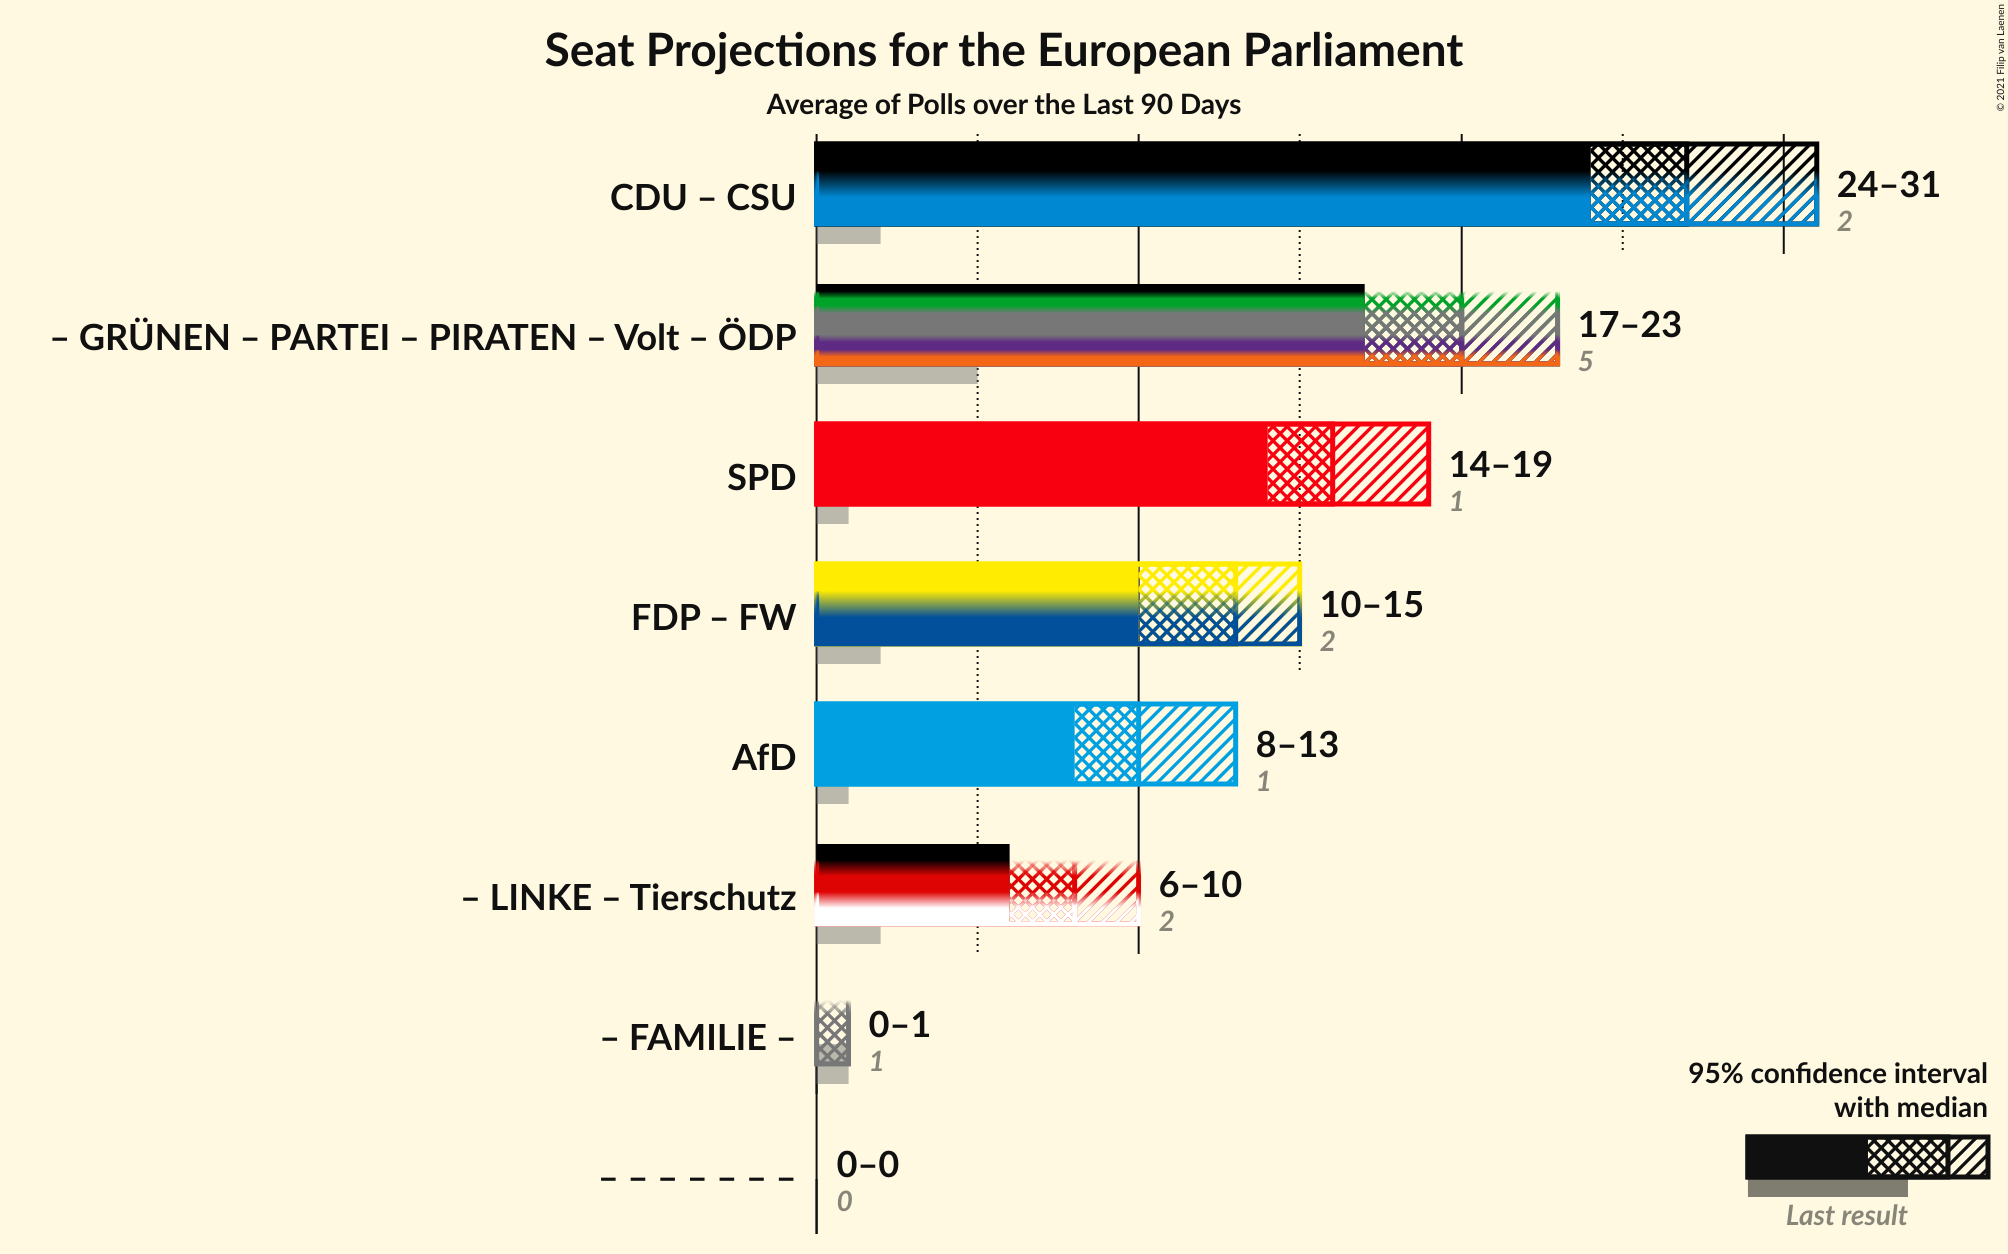 Seat Projections for the European Parliament
Average of Polls over the Last 90 Days
© 2021 Filip van Laenen
CDU – CSU
24–31
2
– GRÜNEN – PARTEI – PIRATEN – Volt – ÖDP
17–23
5
SPD
14–19
1
FDP – FW
10–15
2
AfD
8–13
1
– LINKE – Tierschutz
6–10
2
– FAMILIE –
0–1
1
– – – – – – –
0–0
0
95% confidence interval
with median
Last result